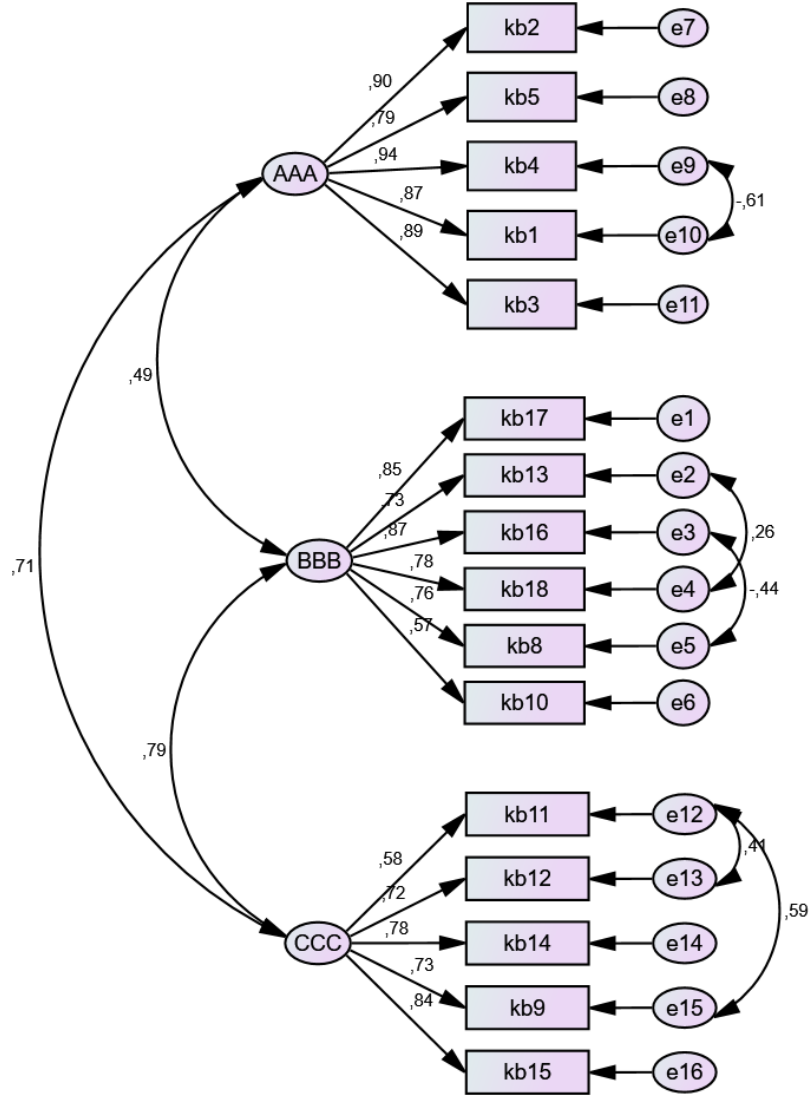 kb2 e7
,90
kb5 e8
,79
,94
kb4 e9
AAA
,87
-,61
kb1 e10
,89
kb3 e11
,49
kb17 e1
,85
kb13 e2
,73
,87
kb16 e3
,26
BBB
,78
kb18 e4
-,44
,76
,57
kb8 e5
kb10 e6
,71
,79
kb11 e12
,58
,41
kb12 e13
,72
,59
,78
CCC
kb14 e14
,73
,84
kb9 e15
kb15 e16